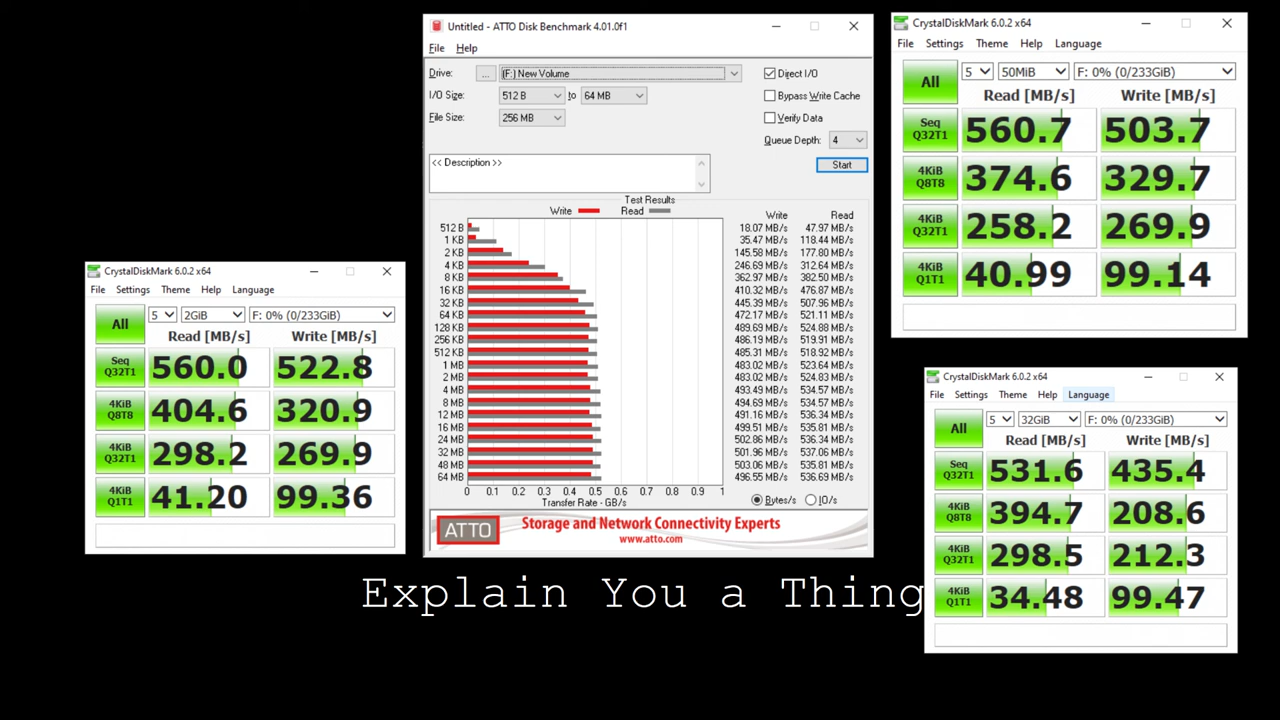 CrystalDiskMark 6.0.2 x64
File Settings Theme Help Language
All 5 2GiB F: 0% (0/233GiB)
Read [MB/s] Write [MB/s]
Seq Q32T1 560.0 522.8
4KiB Q8T8 404.6 320.9
4KiB Q32T1 298.2 269.9
4KiB Q1T1 41.20 99.36
Untitled - ATTO Disk Benchmark 4.01.0f1
File Help
Drive: ... (F:) New Volume Direct I/O
I/O Size: 512 B to 64 MB Bypass Write Cache
File Size: 256 MB Verify Data
Queue Depth: 4
<< Description >> Start
Test Results
Write Read Write Read
512 B 18.07 MB/s 47.97 MB/s
1 KB 35.47 MB/s 118.44 MB/s
2 KB 145.58 MB/s 177.80 MB/s
4 KB 246.69 MB/s 312.64 MB/s
8 KB 362.97 MB/s 382.50 MB/s
16 KB 410.32 MB/s 476.87 MB/s
32 KB 445.39 MB/s 507.96 MB/s
64 KB 472.17 MB/s 521.11 MB/s
128 KB 489.69 MB/s 524.88 MB/s
256 KB 486.19 MB/s 519.91 MB/s
512 KB 485.31 MB/s 518.92 MB/s
1 MB 483.02 MB/s 523.64 MB/s
2 MB 483.02 MB/s 524.83 MB/s
4 MB 493.49 MB/s 534.57 MB/s
8 MB 494.69 MB/s 534.57 MB/s
12 MB 491.16 MB/s 536.34 MB/s
16 MB 499.51 MB/s 535.81 MB/s
24 MB 502.86 MB/s 536.34 MB/s
32 MB 501.96 MB/s 537.06 MB/s
48 MB 503.06 MB/s 535.81 MB/s
64 MB 496.55 MB/s 536.69 MB/s
0 0.1 0.2 0.3 0.4 0.5 0.6 0.7 0.8 0.9 1
Transfer Rate - GB/s Bytes/s IO/s
ATTO Storage and Network Connectivity Experts
www.atto.com
CrystalDiskMark 6.0.2 x64
File Settings Theme Help Language
All 5 50MiB F: 0% (0/233GiB)
Read [MB/s] Write [MB/s]
Seq Q32T1 560.7 503.7
4KiB Q8T8 374.6 329.7
4KiB Q32T1 258.2 269.9
4KiB Q1T1 40.99 99.14
CrystalDiskMark 6.0.2 x64
File Settings Theme Help Language
All 5 32GiB F: 0% (0/233GiB)
Read [MB/s] Write [MB/s]
Seq Q32T1 531.6 435.4
4KiB Q8T8 394.7 208.6
4KiB Q32T1 298.5 212.3
4KiB Q1T1 34.48 99.47
Explain You a Thing